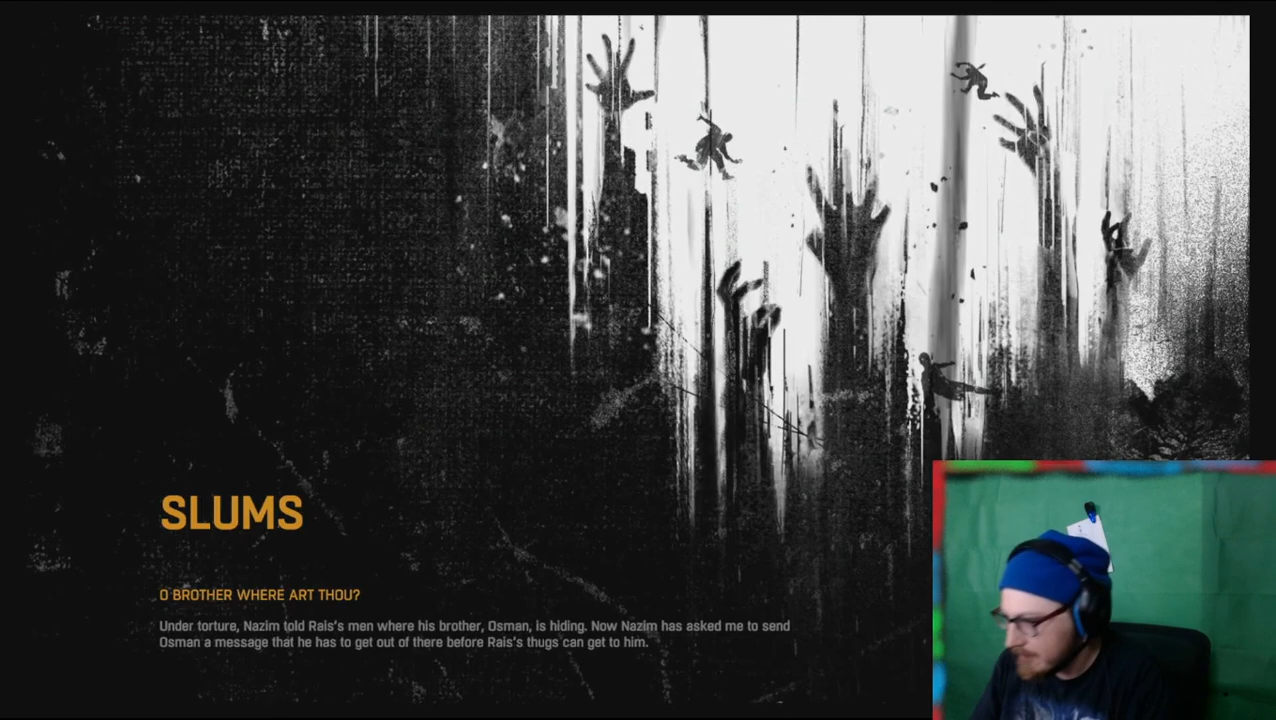 SLUMS
O BROTHER WHERE ART THOU?
Under torture, Nazim told Rais's men where his brother, Osman, is hiding. Now Nazim has asked me to send
Osman a message that he has to get out of there before Rais's thugs can get to him.